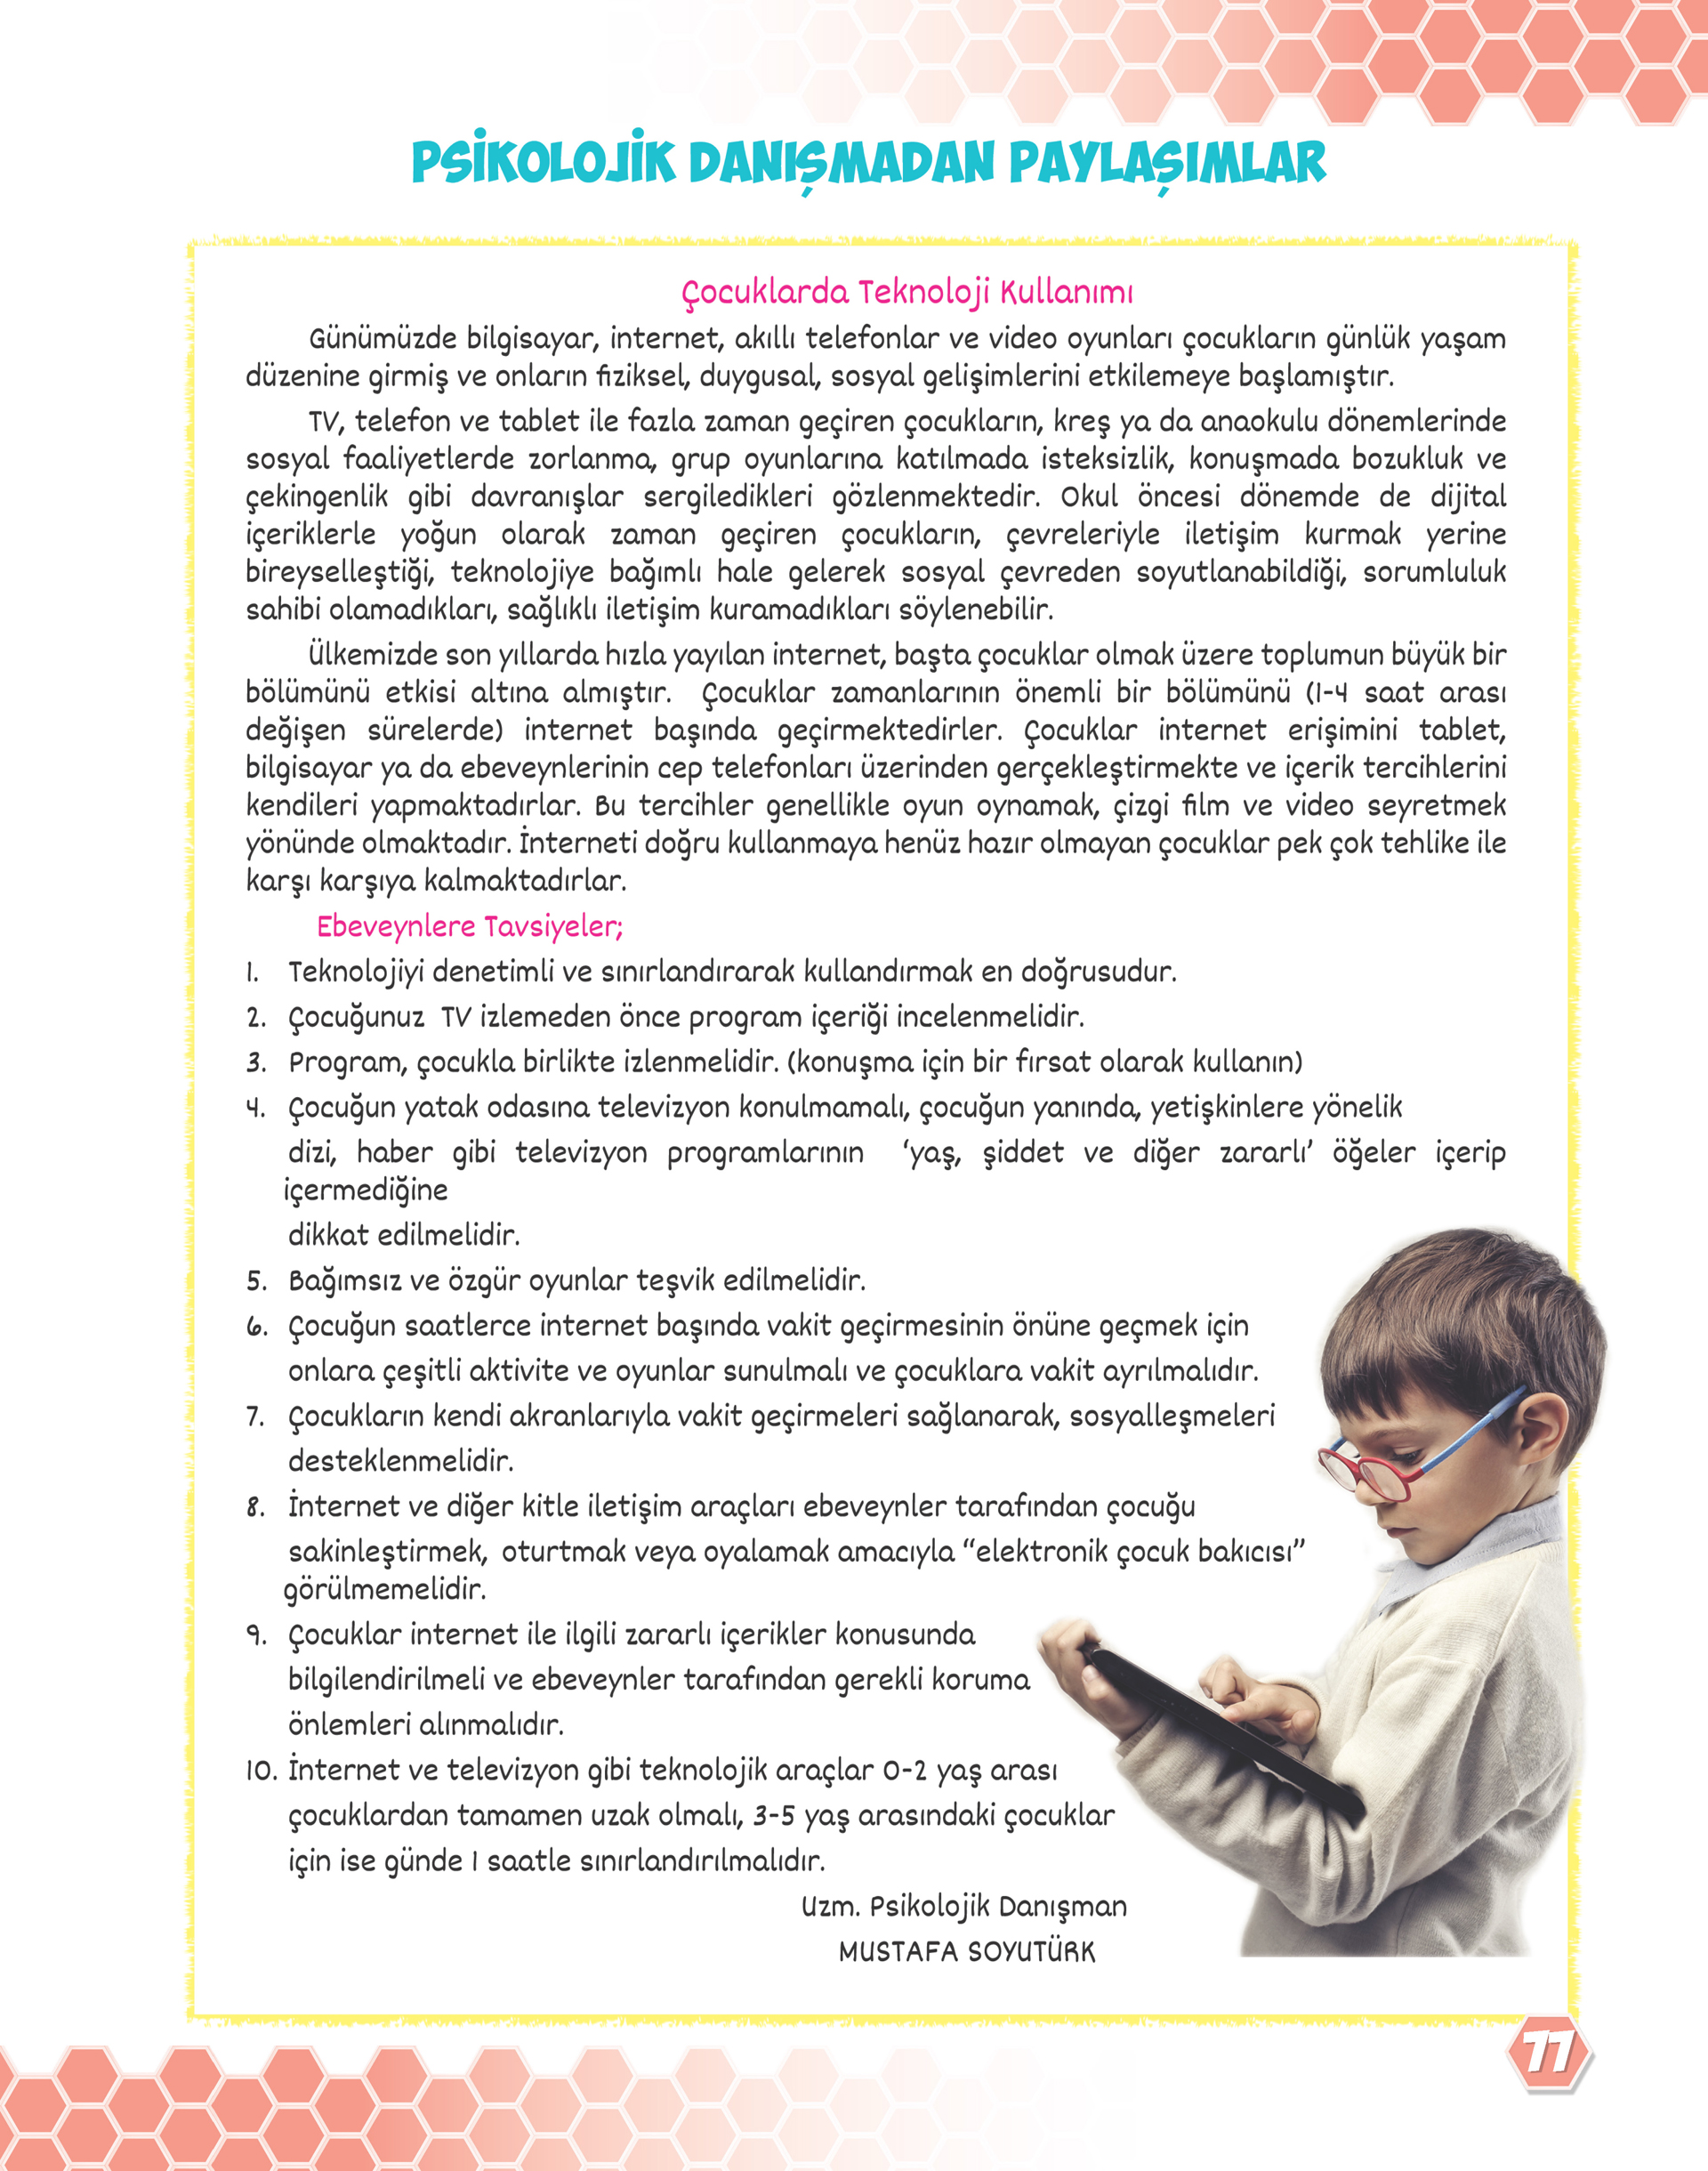 PSİKOLOJİK DANIŞMADAN PAYLAŞIMLAR
Çocuklarda Teknoloji Kullanımı
Günümüzde bilgisayar, internet, akıllı telefonlar ve video oyunları çocukların günlük yaşam
düzenine girmiş ve onların fiziksel, duygusal, sosyal gelişimlerini etkilemeye başlamıştır.
TV, telefon ve tablet ile fazla zaman geçiren çocukların, kreş ya da anaokulu dönemlerinde
sosyal faaliyetlerde zorlanma, grup oyunlarına katılmada isteksizlik, konuşmada bozukluk ve
çekingenlik gibi davranışlar sergiledikleri gözlenmektedir. Okul öncesi dönemde de dijital
içeriklerle yoğun olarak zaman geçiren çocukların, çevreleriyle iletişim kurmak yerine
bireyselleştiği, teknolojiye bağımlı hale gelerek sosyal çevreden soyutlanabildiği, sorumluluk
sahibi olamadıkları, sağlıklı iletişim kuramadıkları söylenebilir.
Ülkemizde son yıllarda hızla yayılan internet, başta çocuklar olmak üzere toplumun büyük bir
bölümünü etkisi altına almıştır. Çocuklar zamanlarının önemli bir bölümünü (1-4 saat arası
değişen sürelerde) internet başında geçirmektedirler. Çocuklar internet erişimini tablet,
bilgisayar ya da ebeveynlerinin cep telefonları üzerinden gerçekleştirmekte ve içerik tercihlerini
kendileri yapmaktadırlar. Bu tercihler genellikle oyun oynamak, çizgi film ve video seyretmek
yönünde olmaktadır. İnterneti doğru kullanmaya henüz hazır olmayan çocuklar pek çok tehlike ile
karşı karşıya kalmaktadırlar.
Ebeveynlere Tavsiyeler;
1. Teknolojiyi denetimli ve sınırlandırarak kullandırmak en doğrusudur.
2. Çocuğunuz TV izlemeden önce program içeriği incelenmelidir.
3. Program, çocukla birlikte izlenmelidir. (konuşma için bir fırsat olarak kullanın)
4. Çocuğun yatak odasına televizyon konulmamalı, çocuğun yanında, yetişkinlere yönelik
dizi, haber gibi televizyon programlarının ‘yaş, şiddet ve diğer zararlı’ öğeler içerip
içermediğine
dikkat edilmelidir.
5. Bağımsız ve özgür oyunlar teşvik edilmelidir.
6. Çocuğun saatlerce internet başında vakit geçirmesinin önüne geçmek için
onlara çeşitli aktivite ve oyunlar sunulmalı ve çocuklara vakit ayrılmalıdır.
7. Çocukların kendi akranlarıyla vakit geçirmeleri sağlanarak, sosyalleşmeleri
desteklenmelidir.
8. İnternet ve diğer kitle iletişim araçları ebeveynler tarafından çocuğu
sakinleştirmek, oturtmak veya oyalamak amacıyla “elektronik çocuk bakıcısı”
görülmemelidir.
9. Çocuklar internet ile ilgili zararlı içerikler konusunda
bilgilendirilmeli ve ebeveynler tarafından gerekli koruma
önlemleri alınmalıdır.
10. İnternet ve televizyon gibi teknolojik araçlar 0-2 yaş arası
çocuklardan tamamen uzak olmalı, 3-5 yaş arasındaki çocuklar
için ise günde 1 saatle sınırlandırılmalıdır.
Uzm. Psikolojik Danışman
MUSTAFA SOYUTÜRK
11